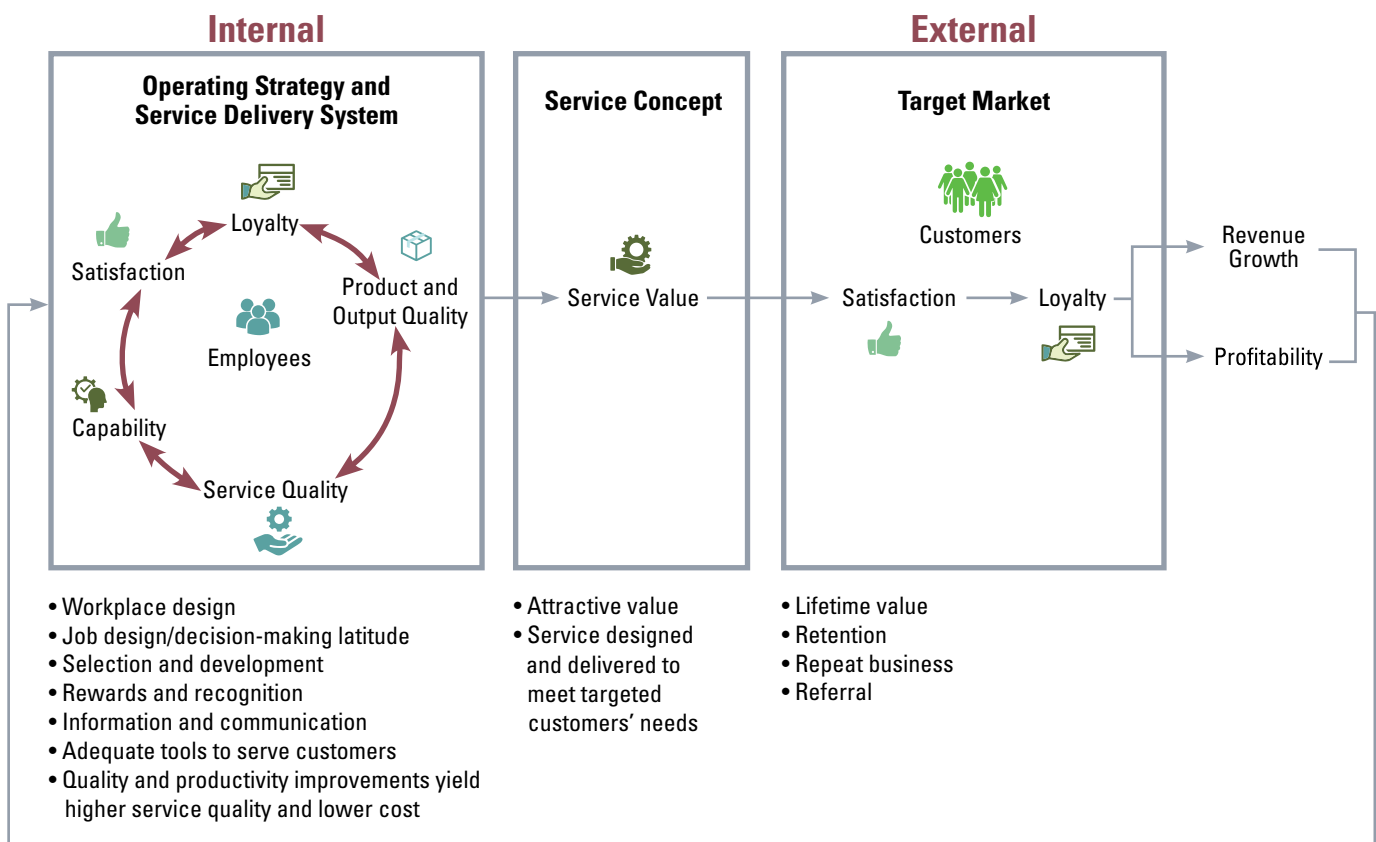 Internal
External
Operating Strategy and
Service Delivery System
Loyalty
Satisfaction
Product and
Output Quality
Employees
Capability
Service Quality
Service Concept
Service Value
Target Market
Customers
Satisfaction
Loyalty
Revenue
Growth
Profitability
• Workplace design
• Job design/decision-making latitude
• Selection and development
• Rewards and recognition
• Information and communication
• Adequate tools to serve customers
• Quality and productivity improvements yield
higher service quality and lower cost
• Attractive value
• Service designed
and delivered to
meet targeted
customers’ needs
• Lifetime value
• Retention
• Repeat business
• Referral